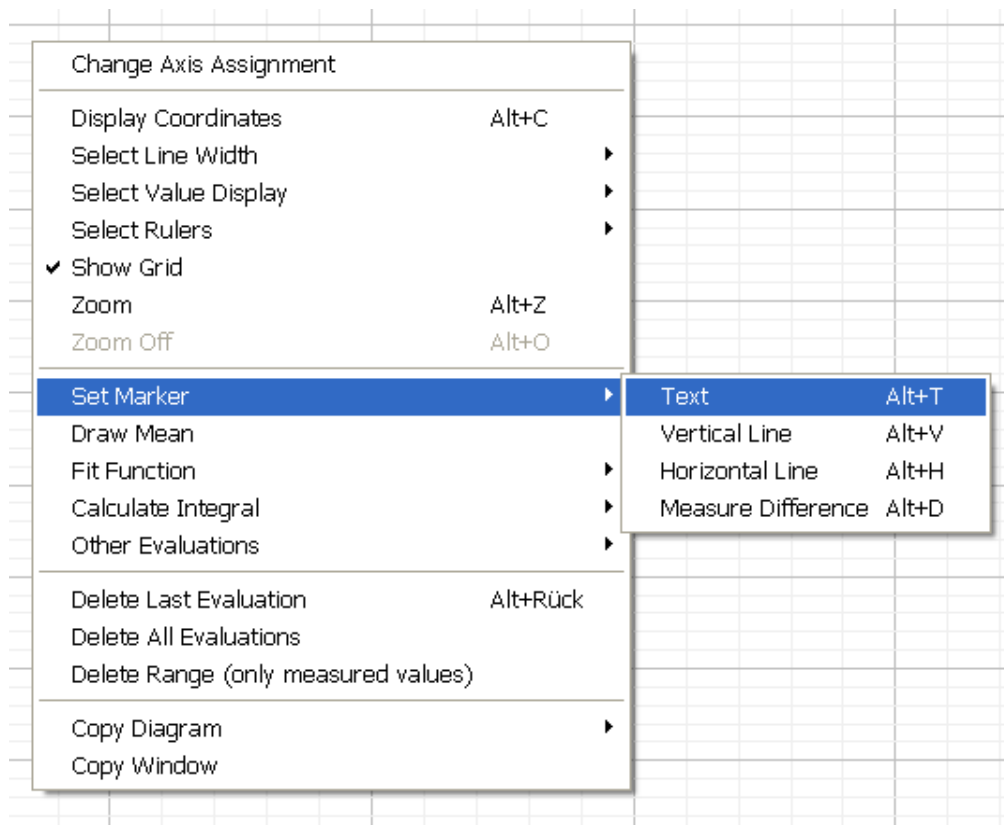 Change Axis Assignment
Display Coordinates Alt+C
Select Line Width
Select Value Display
Select Rulers
Show Grid
Zoom Alt+Z
Zoom Off Alt+O
Set Marker
Draw Mean
Fit Function
Calculate Integral
Other Evaluations
Delete Last Evaluation Alt+Rück
Delete All Evaluations
Delete Range (only measured values)
Copy Diagram
Copy Window
Text Alt+T
Vertical Line Alt+V
Horizontal Line Alt+H
Measure Difference Alt+D